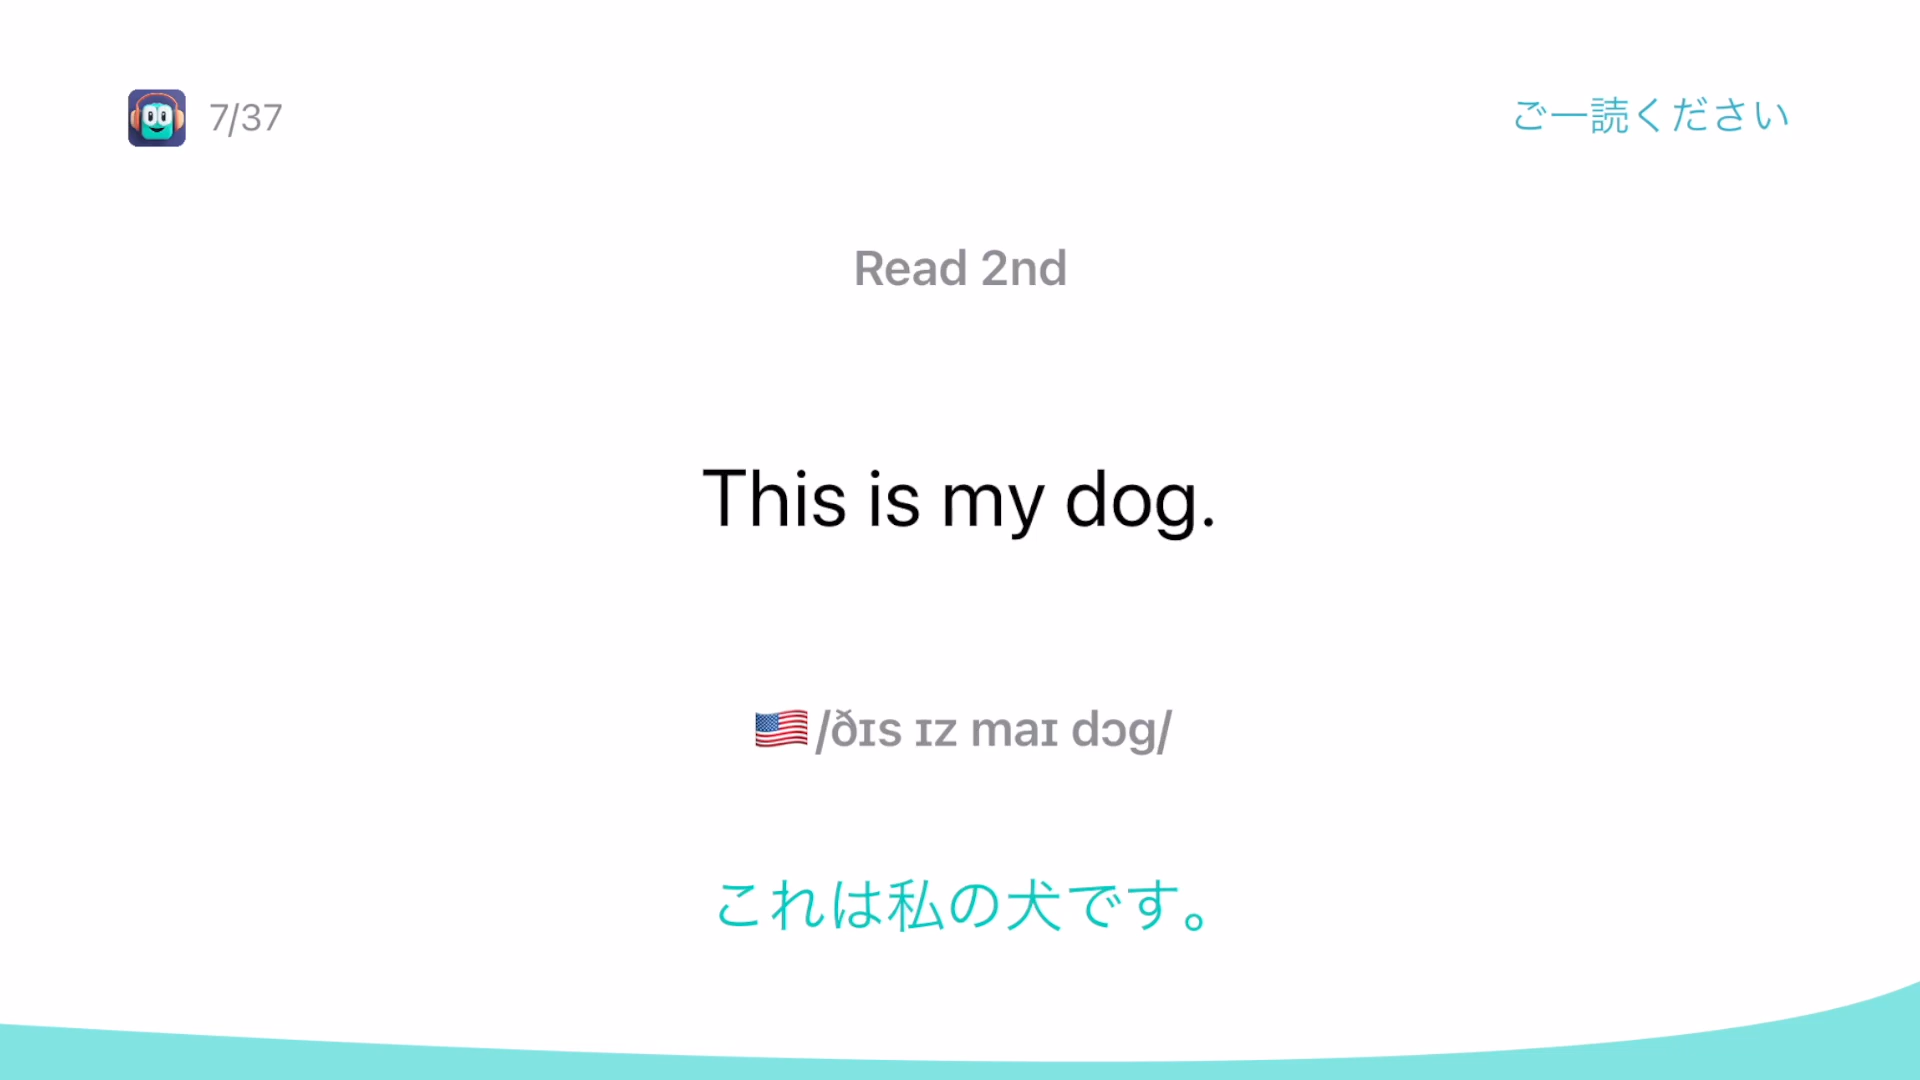 7/37
ご一読ください
Read 2nd
This is my dog.
🇺🇸/ðɪs ɪz maɪ dɔg/
これは私の犬です。